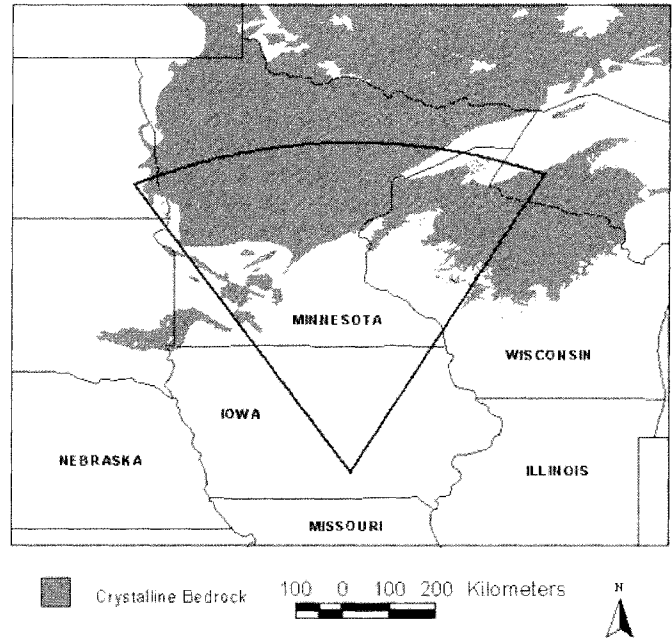 MINNESOTA
WISCONSIN
IOWA
NEBRASKA
ILLINOIS
MISSOURI
Crystalline Bedrock
100 0 100 200 Kilometers
N